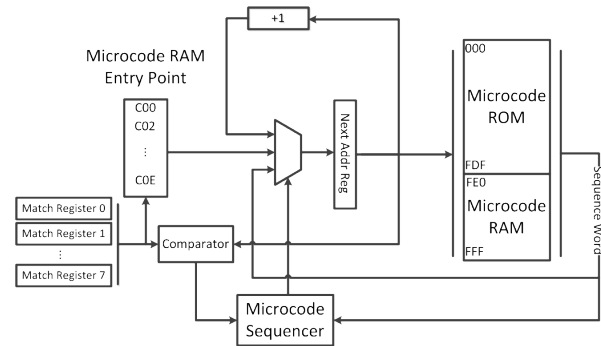 +1
Microcode RAM
Entry Point
C00
C02
⋮
C0E
Match Register 0
Match Register 1
⋮
Match Register 7
Comparator
Next Addr Reg
000
Microcode
ROM
FDF
FE0
Microcode
RAM
FFF
Sequence Word
Microcode
Sequencer